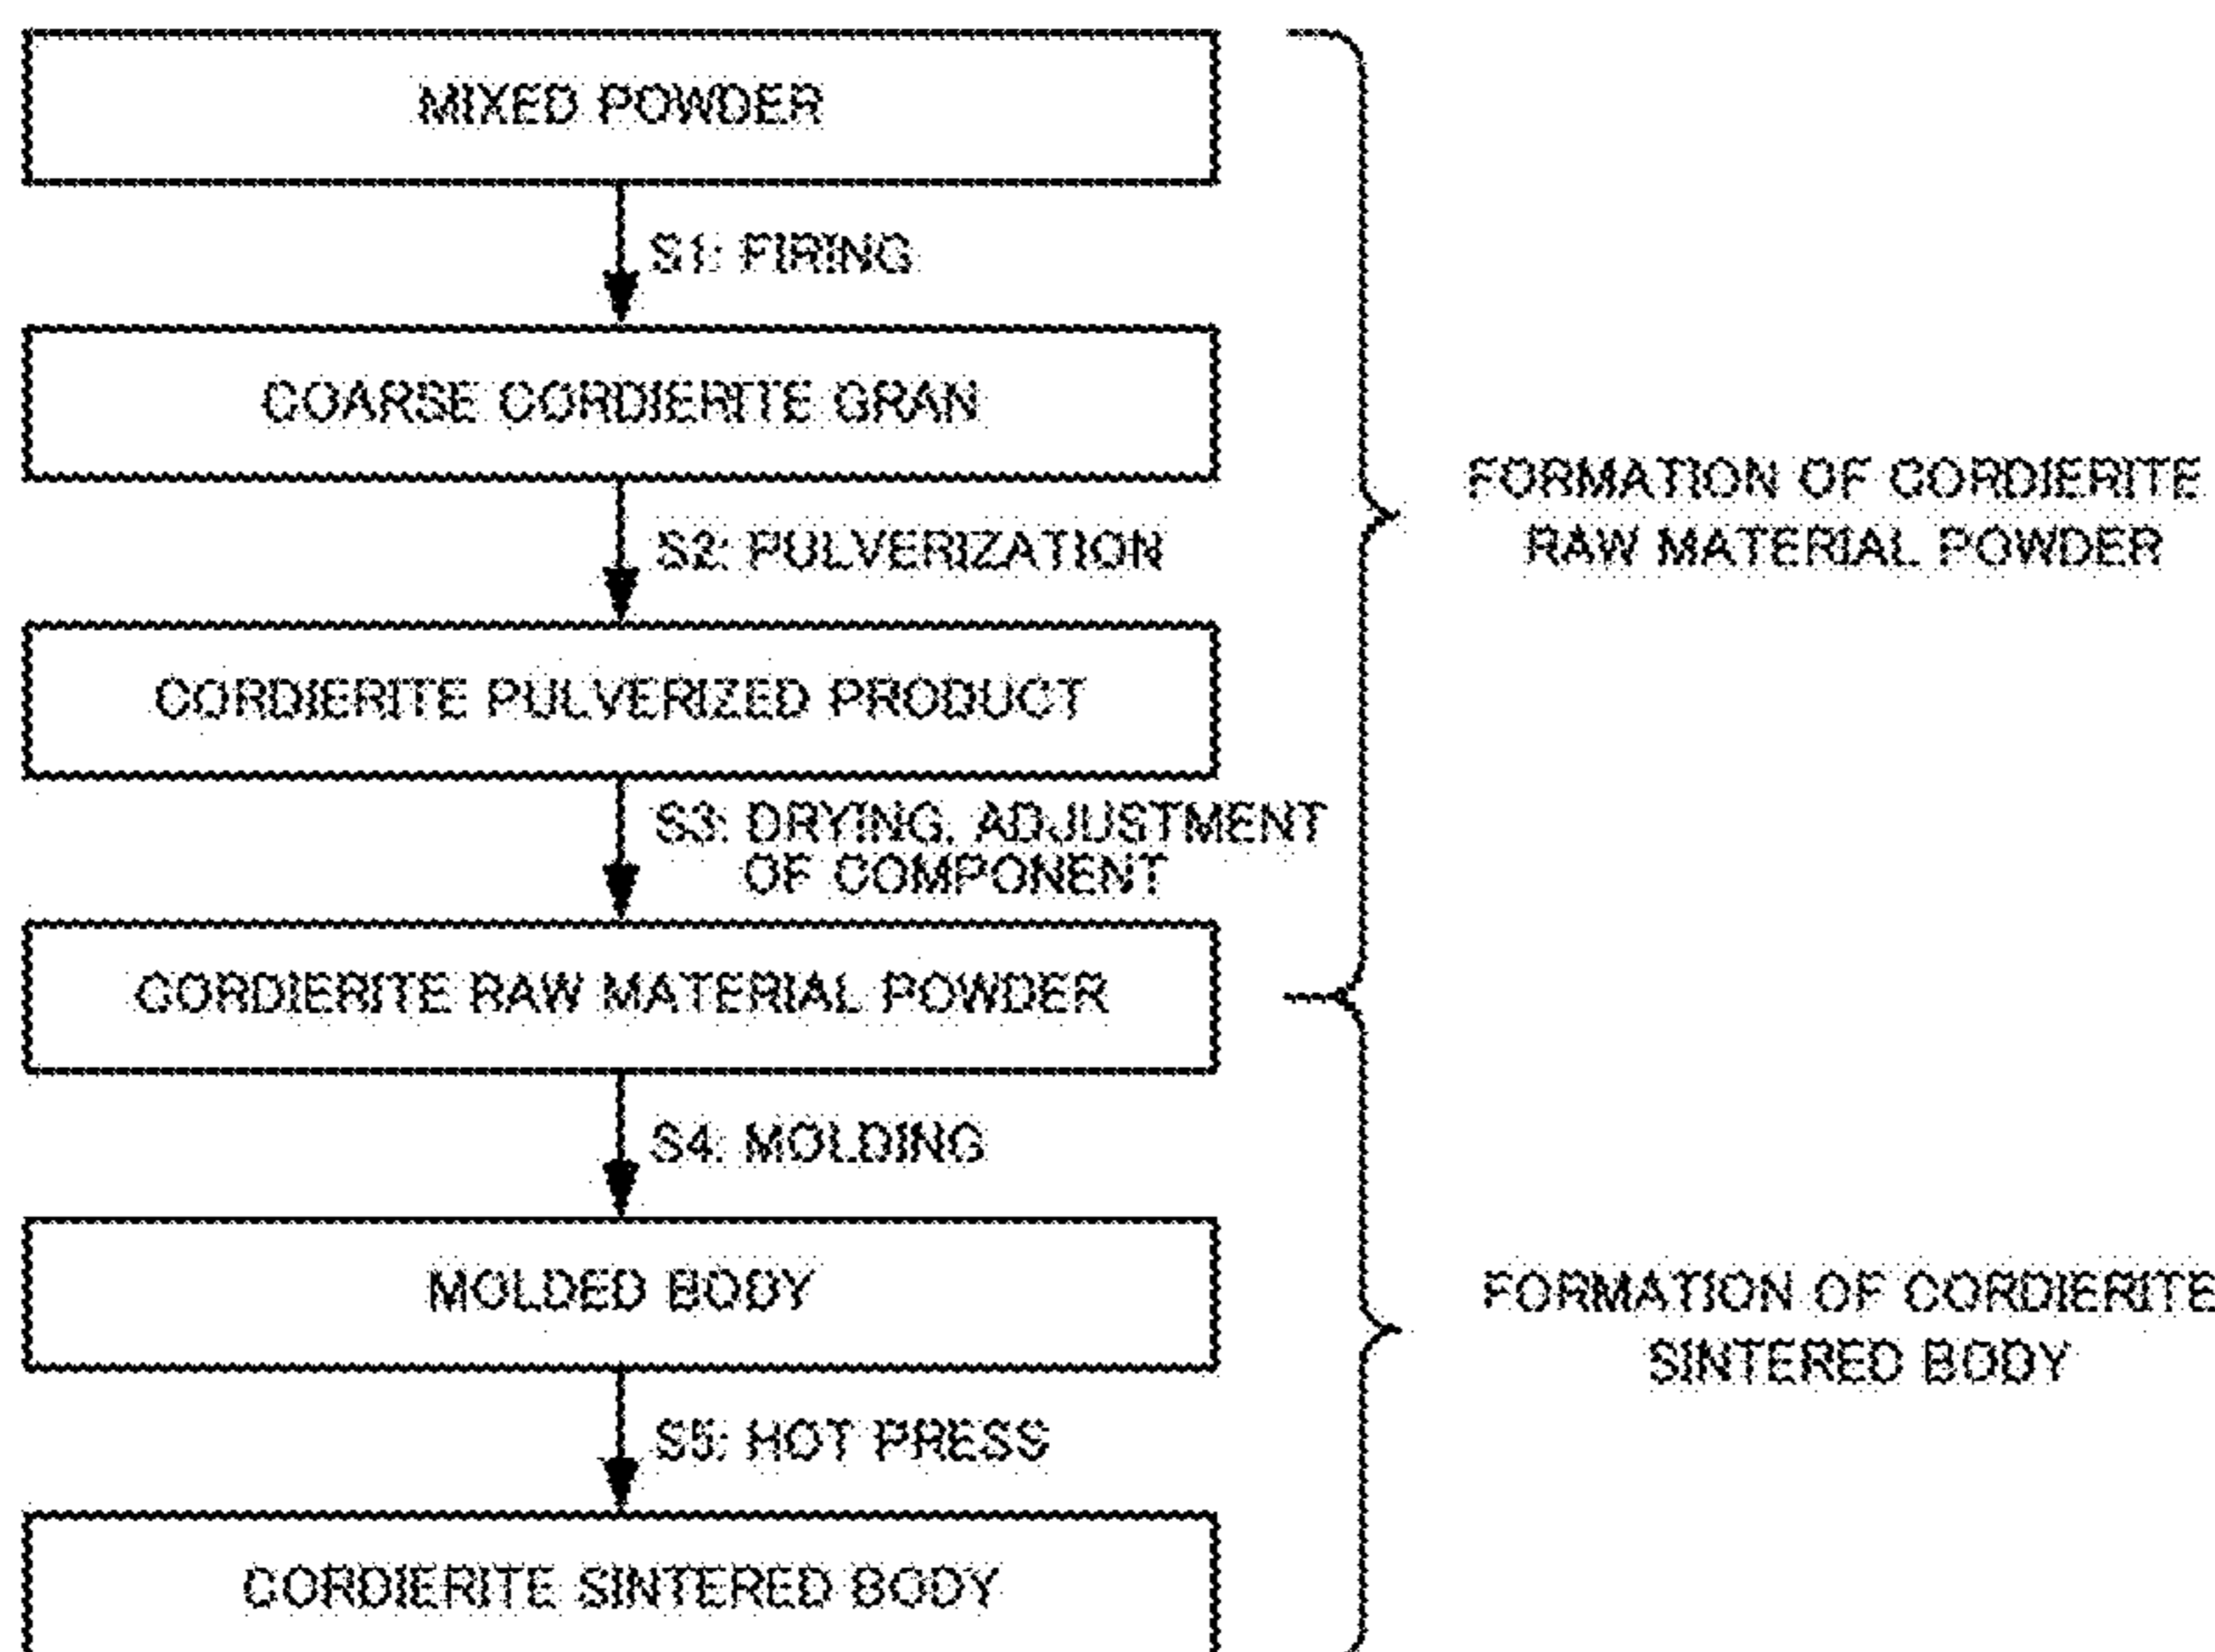 MIXED POWDER
S1: FIRING
COARSE CORDIERITE GRAN
S2: PULVERIZATION
FORMATION OF CORDIERITE
RAW MATERIAL POWDER
CORDIERITE PULVERIZED PRODUCT
S3: DRYING, ADJUSTMENT
OF COMPONENT
CORDIERITE RAW MATERIAL POWDER
S4: MOLDING
MOLDED BODY
FORMATION OF CORDIERITE
SINTERED BODY
S5: HOT PRESS
CORDIERITE SINTERED BODY